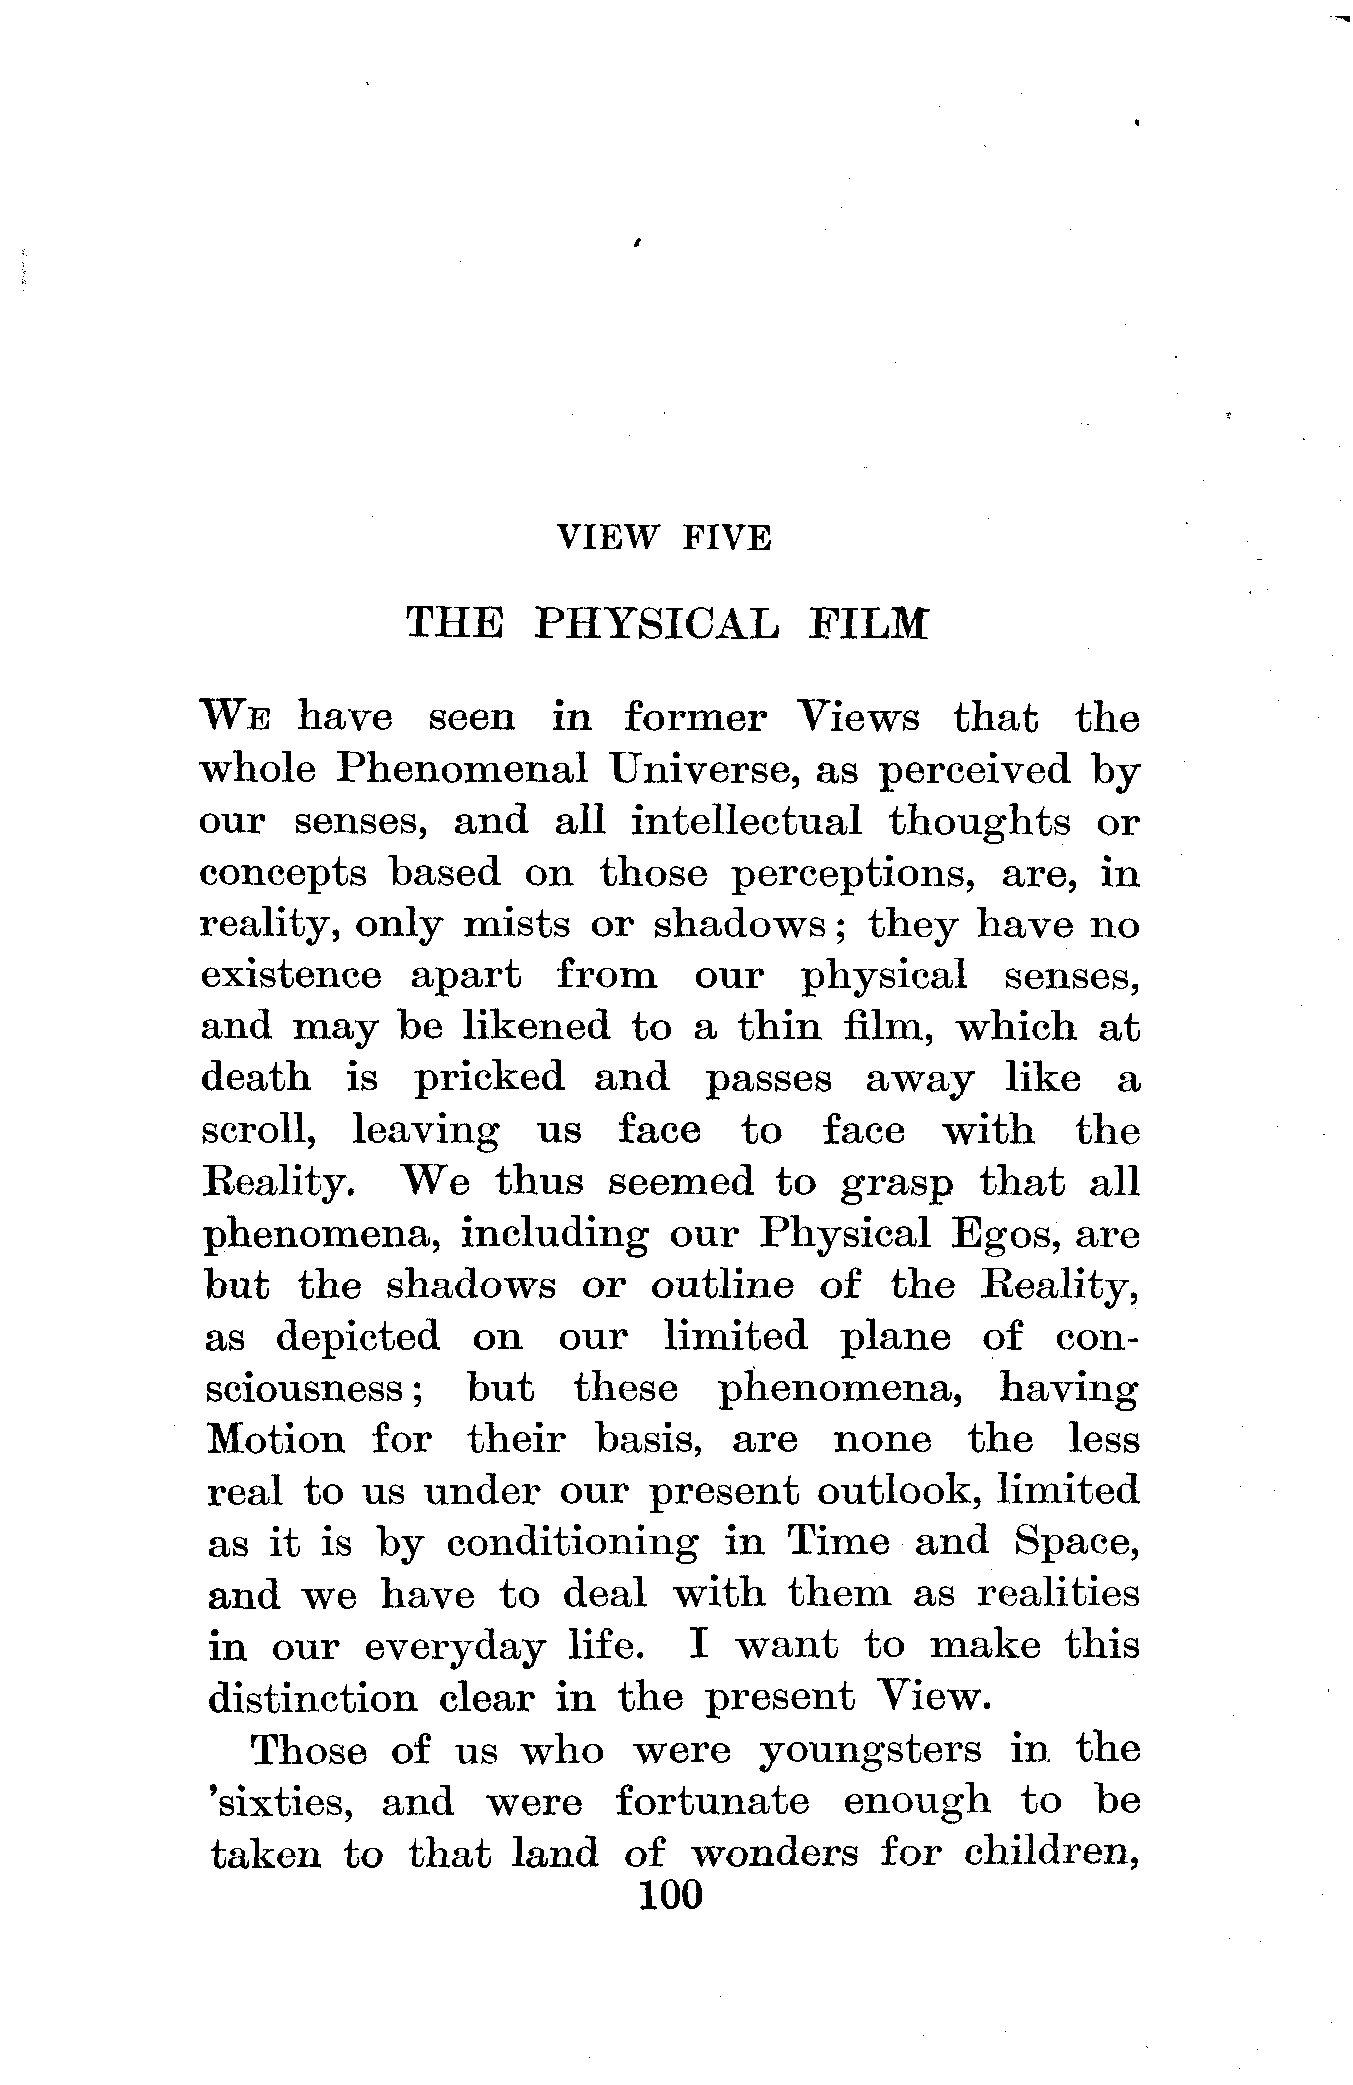 VIEW FIVE
THE PHYSICAL FILM
WE have seen in former Views that the
whole Phenomenal Universe, as perceived by
our senses, and all intellectual thoughts or
concepts based on those perceptions, are, in
reality, only mists or shadows; they have no
existence apart from our physical senses,
and may be likened to a thin film, which at
death is pricked and passes away like a
scroll, leaving us face to face with the
Reality. We thus seemed to grasp that all
phenomena, including our Physical Egos, are
but the shadows or outline of the Reality,
as depicted on our limited plane of con-
sciousness; but these phenomena, having
Motion for their basis, are none the less
real to us under our present outlook, limited
as it is by conditioning in Time and Space,
and we have to deal with them as realities
in our everyday life. I want to make this
distinction clear in the present View.
Those of us who were youngsters in the
'sixties, and were fortunate enough to be
taken to that land of wonders for children,
100